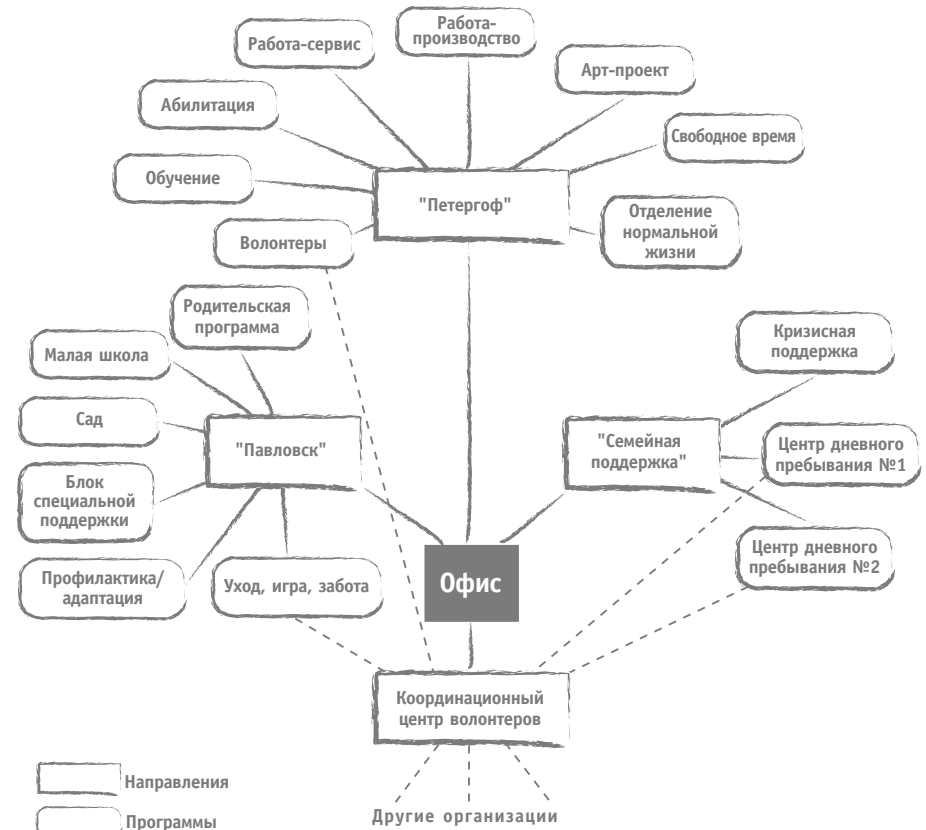 Работа-
производство
Работа-сервис
Арт-проект
Абилитация
Свободное время
Обучение
"Петергоф"
Отделение
нормальной
жизни
Волонтеры
Родительская
программа
Малая школа
Кризисная
поддержка
Сад
"Павловск"
"Семейная
поддержка"
Центр дневного
пребывания №1
Блок
специальной
поддержки
Центр дневного
пребывания №2
Профилактика/
адаптация
Уход, игра, забота
Офис
Координационный
центр волонтеров
Направления
Программы
Другие организации